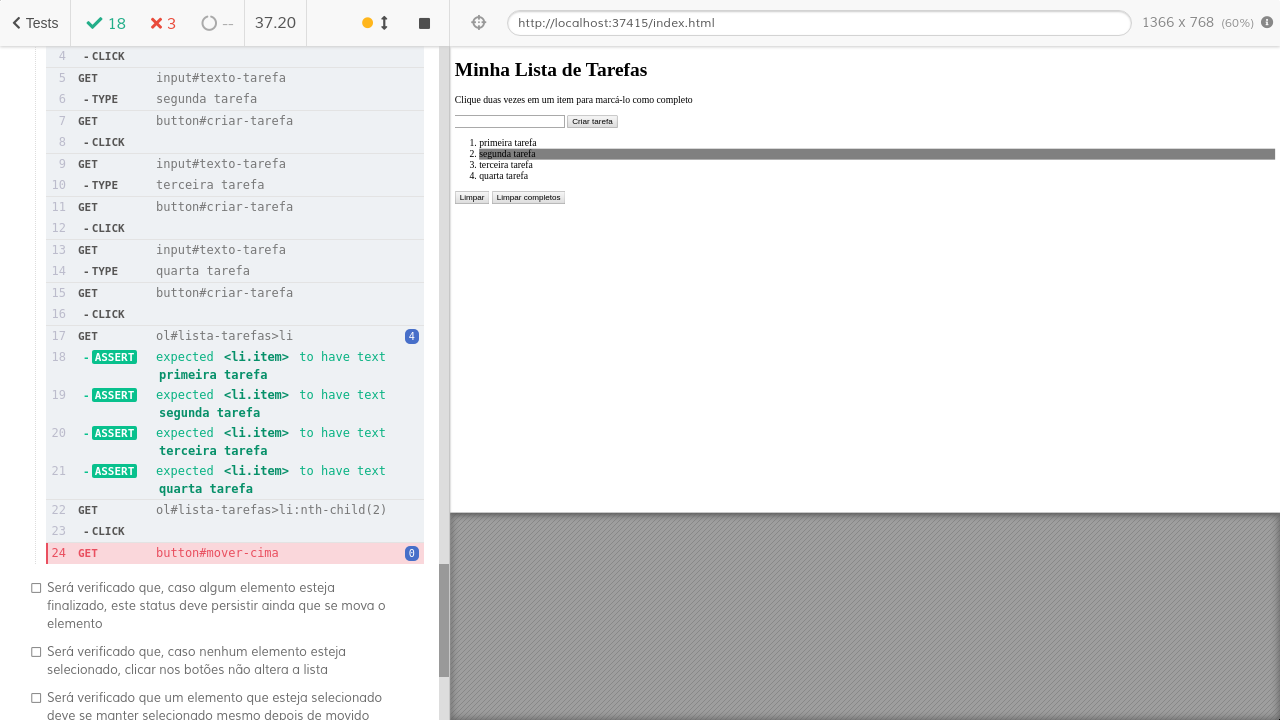 Tests 18 3 -- 37.20
http://localhost:37415/index.html 1366 x 768 (60%)
4 -CLICK
5 GET input#texto-tarefa
6 -TYPE segunda tarefa
7 GET button#criar-tarefa
8 -CLICK
9 GET input#texto-tarefa
10 -TYPE terceira tarefa
11 GET button#criar-tarefa
12 -CLICK
13 GET input#texto-tarefa
14 -TYPE quarta tarefa
15 GET button#criar-tarefa
16 -CLICK
17 GET ol#lista-tarefas>li 4
18 -ASSERT expected <li.item> to have text
primeira tarefa
19 -ASSERT expected <li.item> to have text
segunda tarefa
20 -ASSERT expected <li.item> to have text
terceira tarefa
21 -ASSERT expected <li.item> to have text
quarta tarefa
22 GET ol#lista-tarefas>li:nth-child(2)
23 -CLICK
24 GET button#mover-cima 0
Será verificado que, caso algum elemento esteja
finalizado, este status deve persistir ainda que se mova o
elemento
Será verificado que, caso nenhum elemento esteja
selecionado, clicar nos botões não altera a lista
Será verificado que um elemento que esteja selecionado
deve se manter selecionado mesmo depois de movido
Minha Lista de Tarefas
Clique duas vezes em um item para marcá-lo como completo
Criar tarefa
1. primeira tarefa
2. segunda tarefa
3. terceira tarefa
4. quarta tarefa
Limpar Limpar completos